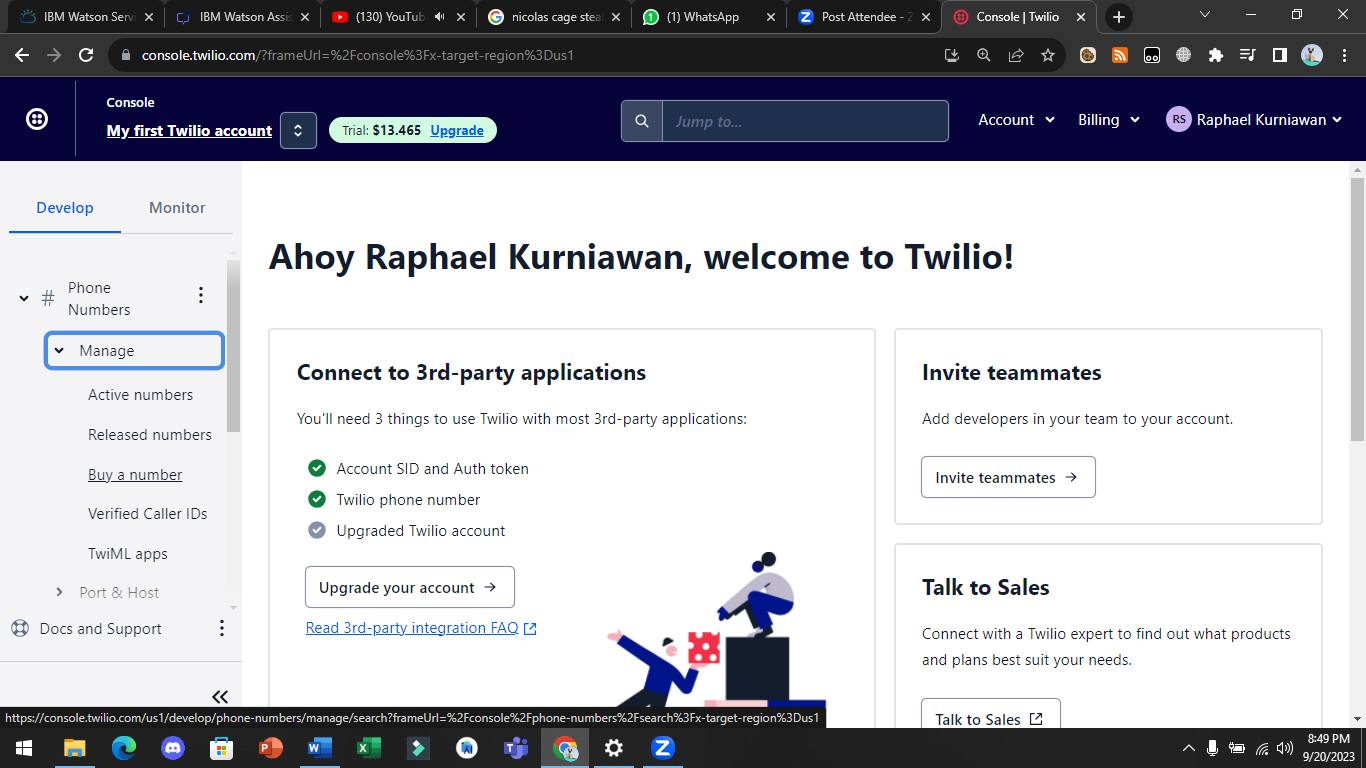 IBM Watson Serv
IBM Watson Assis
(130) YouTub
nicolas cage stea
(1) WhatsApp
Post Attendee - Z
Console | Twilio
console.twilio.com/?frameUrl=%2Fconsole%3Fx-target-region%3Dus1
Console
My first Twilio account
Trial: $13.465 Upgrade
Jump to...
Account
Billing
RS Raphael Kurniawan
Develop
Monitor
Phone
Numbers
Manage
Active numbers
Released numbers
Buy a number
Verified Caller IDs
TwiML apps
Port & Host
Docs and Support
Ahoy Raphael Kurniawan, welcome to Twilio!
Connect to 3rd-party applications
You'll need 3 things to use Twilio with most 3rd-party applications:
Account SID and Auth token
Twilio phone number
Upgraded Twilio account
Upgrade your account
Read 3rd-party integration FAQ
Invite teammates
Add developers in your team to your account.
Invite teammates
Talk to Sales
Connect with a Twilio expert to find out what products
and plans best suit your needs.
Talk to Sales
https://console.twilio.com/us1/develop/phone-numbers/manage/search?frameUrl=%2Fconsole%2Fphone-numbers%2Fsearch%3Fx-target-region%3Dus1
8:49 PM
9/20/2023